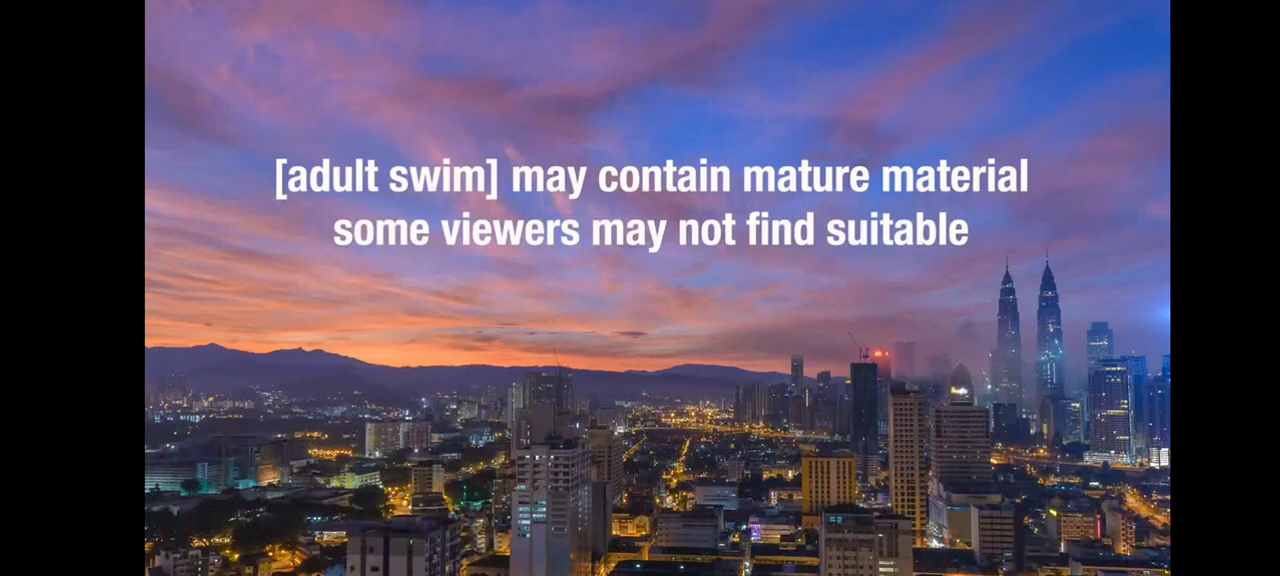 [adult swim] may contain mature material
some viewers may not find suitable